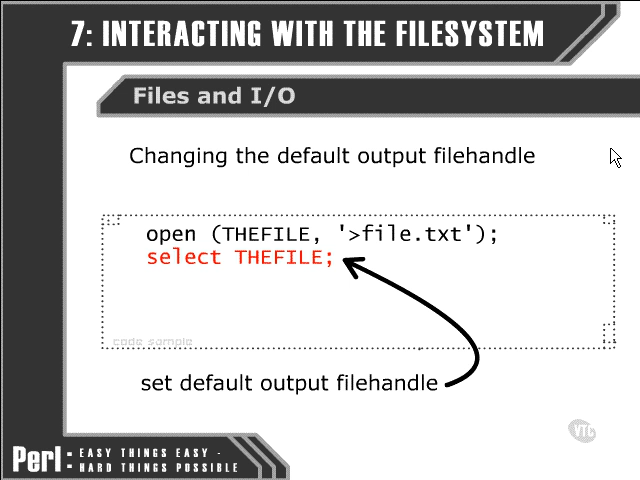 7: INTERACTING WITH THE FILESYSTEM
Files and I/O
Changing the default output filehandle
open (THEFILE, '>file.txt');
select THEFILE;
code sample
set default output filehandle
VTC
Perl: EASY THINGS EASY -
HARD THINGS POSSIBLE